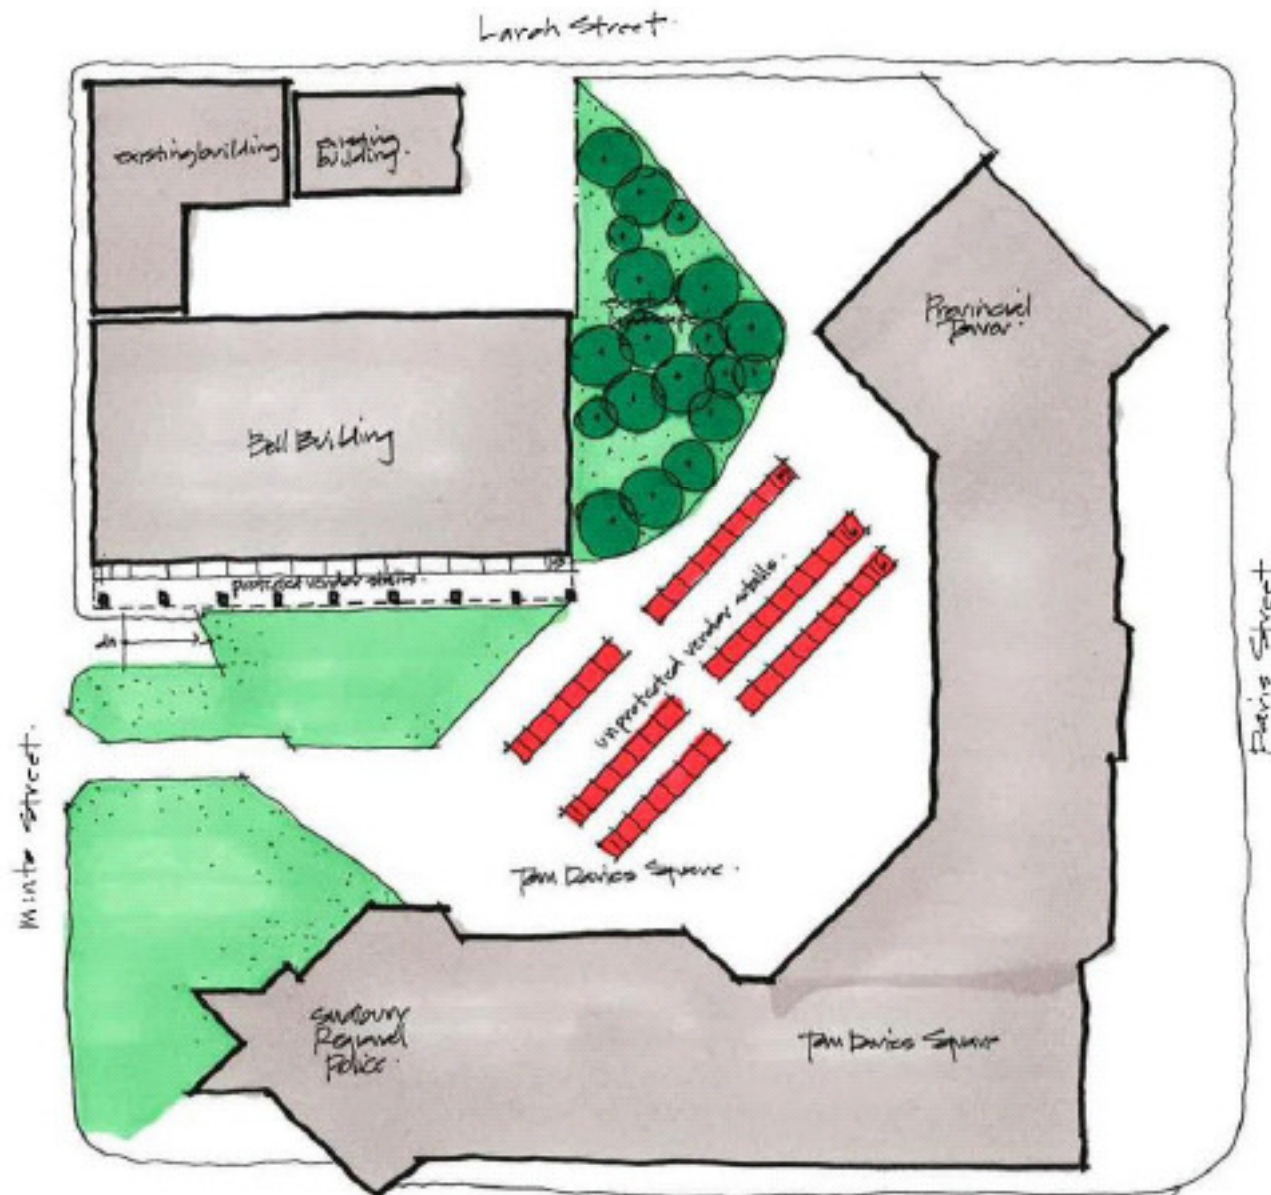 Larch Street.
existing building
existing
building.
Provincial
Tower.
Bell Building
protected vendor stalls.
unprotected vendor stalls.
Paris Street
Minto Street.
Tom Davies Square.
Sudbury
Regional
Police.
Tom Davies Square